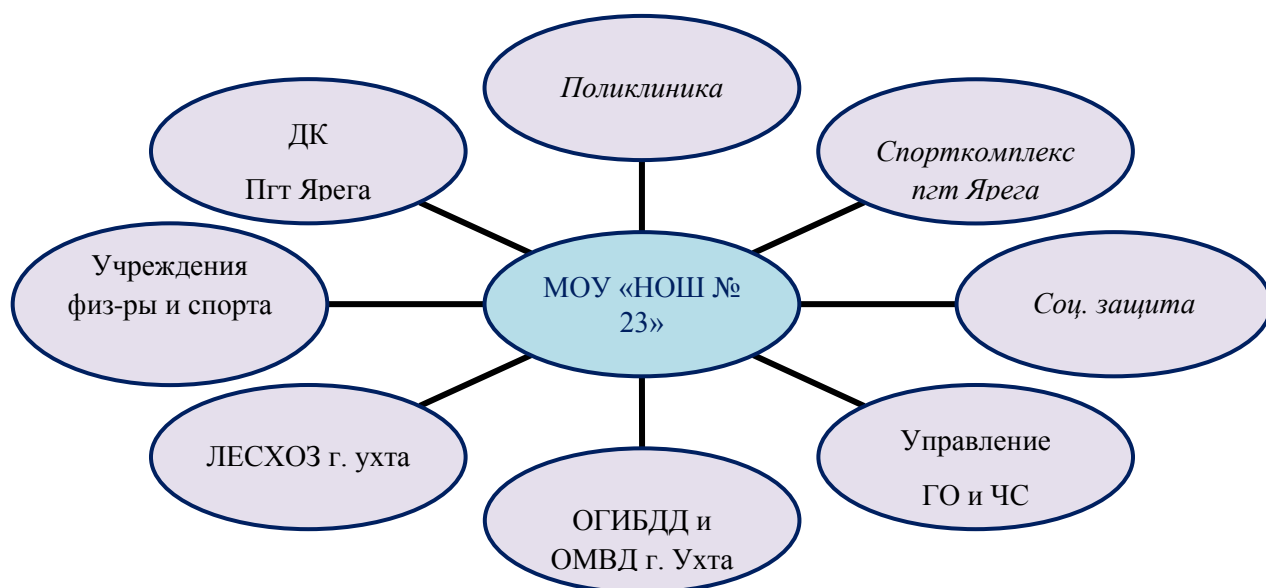 Поликлиника
ДК
Пгт Ярега
Спорткомплекс
пгт Ярега
Учреждения
физ-ры и спорта
МОУ «НОШ №
23»
Соц. защита
ЛЕСХОЗ г. ухта
Управление
ГО и ЧС
ОГИБДД и
ОМВД г. Ухта